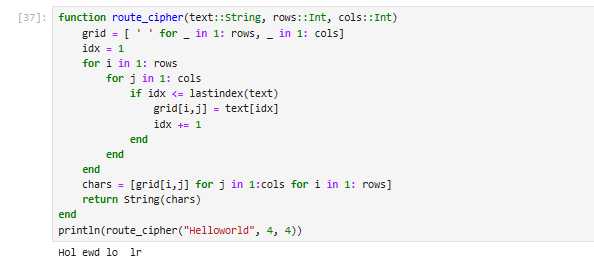 [37]: function route_cipher(text::String, rows::Int, cols::Int)
    grid = [ ' ' for _ in 1: rows, _ in 1: cols]
    idx = 1
    for i in 1: rows
        for j in 1: cols
            if idx <= lastindex(text)
                grid[i,j] = text[idx]
                idx += 1
            end
        end
    end
    chars = [grid[i,j] for j in 1:cols for i in 1: rows]
    return String(chars)
end
println(route_cipher("Helloworld", 4, 4))
Hol ewd lo  lr